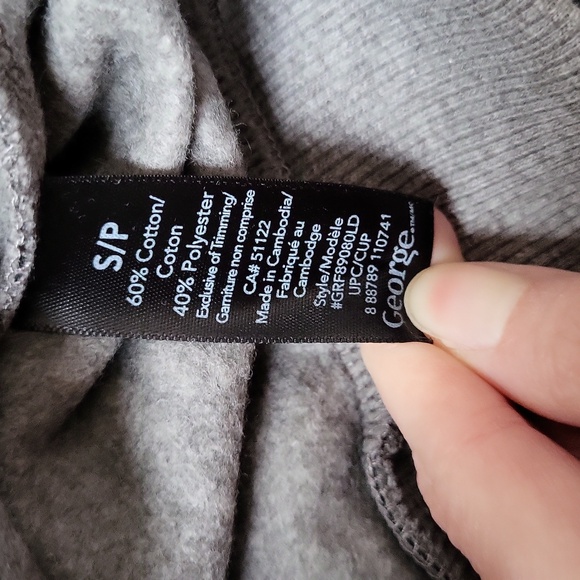 S/P
60% Cotton/
Coton
40% Polyester
Exclusive of Trimming/
Garniture non comprise
CA# 51122
Made in Cambodia/
Fabriqué au
Cambodge
Style/Modèle
#GRF89080LD
UPC/CUP
8 88789 110741
George.